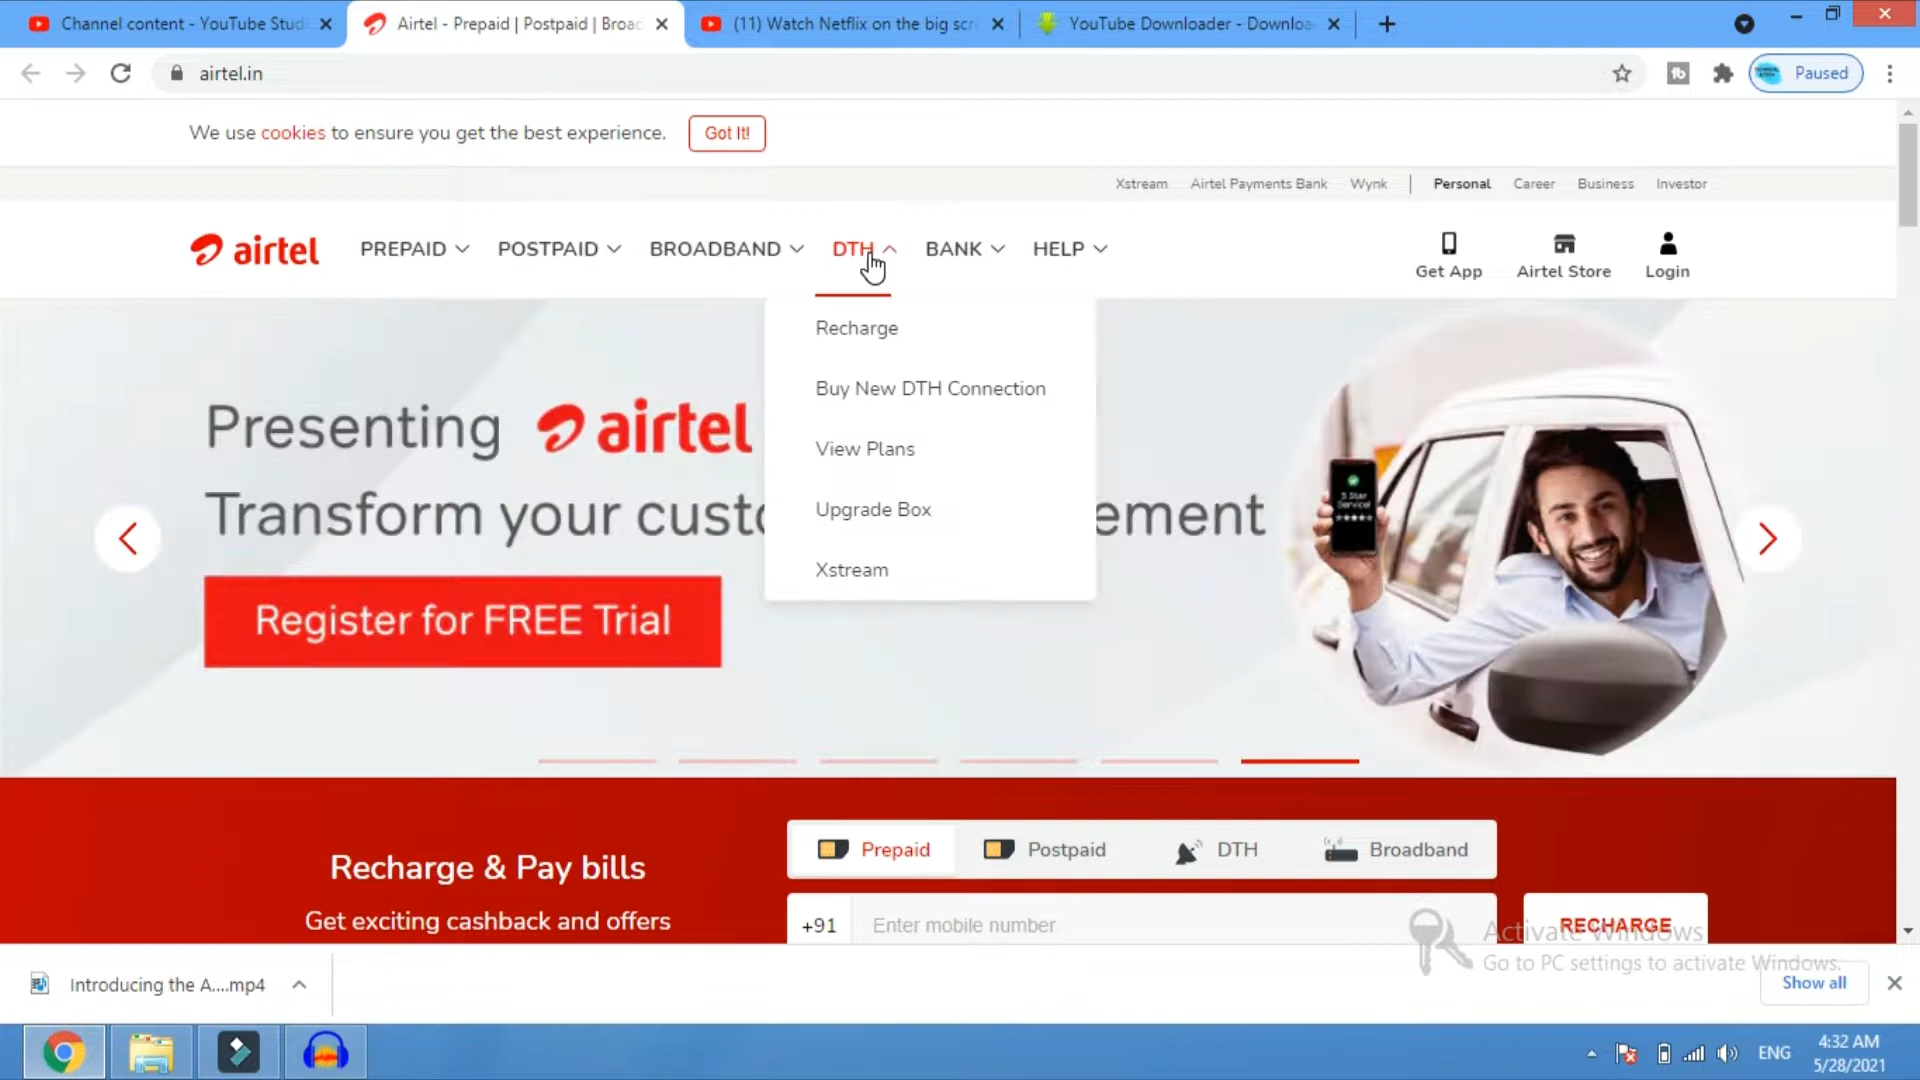 Channel content - YouTube Stud
Airtel - Prepaid | Postpaid | Broac
(11) Watch Netflix on the big scr
YouTube Downloader - Downloa
airtel.in
Paused
We use cookies to ensure you get the best experience.
Got It!
Xstream
Airtel Payments Bank
Wynk
Personal
Career
Business
Investor
airtel
PREPAID
POSTPAID
BROADBAND
DTH
BANK
HELP
Get App
Airtel Store
Login
Recharge
Buy New DTH Connection
View Plans
Upgrade Box
Xstream
Presenting airtel
Transform your custo ement
Register for FREE Trial
5 Star
Service!
Recharge & Pay bills
Get exciting cashback and offers
Prepaid
Postpaid
DTH
Broadband
+91
Enter mobile number
RECHARGE
Activate Windows
Go to PC settings to activate Windows.
Introducing the A....mp4
Show all
ENG
4:32 AM
5/28/2021